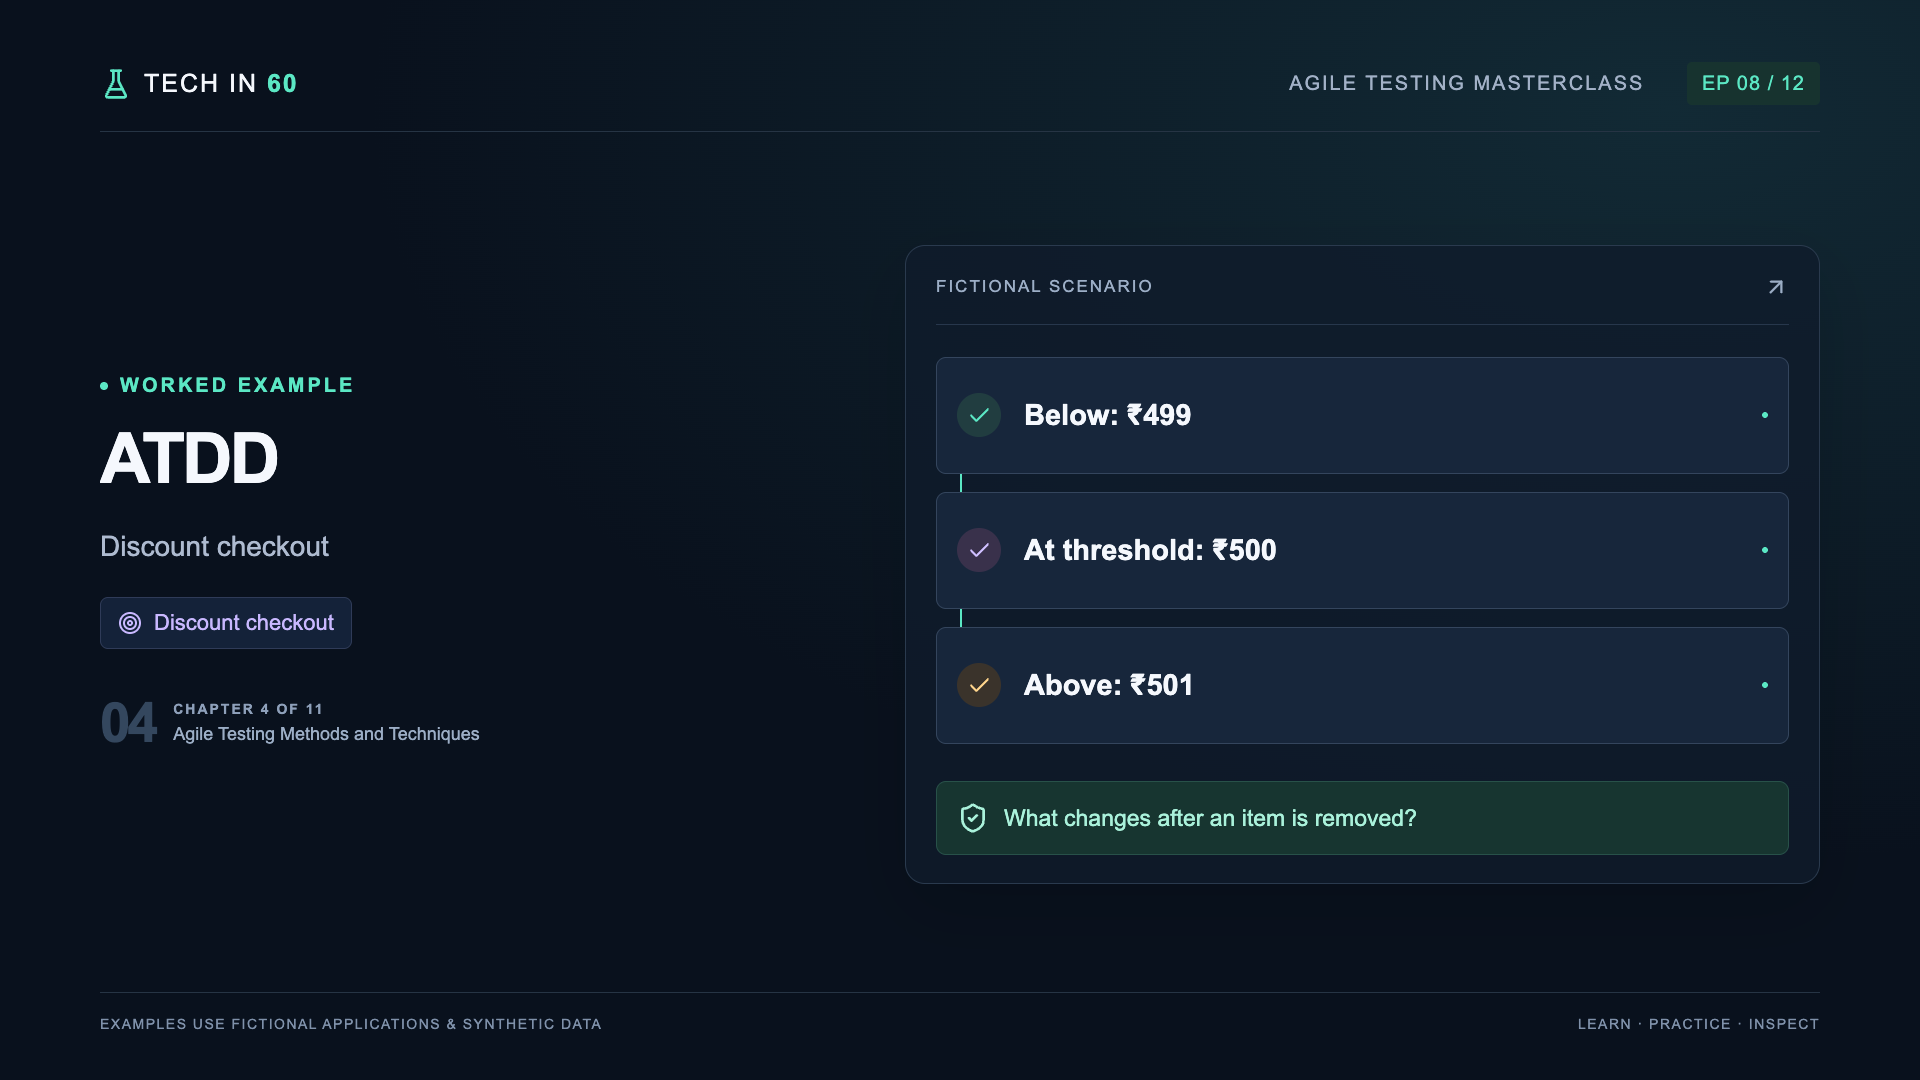 TECH IN 60
AGILE TESTING MASTERCLASS
EP 08 / 12
WORKED EXAMPLE
ATDD
Discount checkout
Discount checkout
04
CHAPTER 4 OF 11
Agile Testing Methods and Techniques
FICTIONAL SCENARIO
Below: ₹499
At threshold: ₹500
Above: ₹501
What changes after an item is removed?
EXAMPLES USE FICTIONAL APPLICATIONS & SYNTHETIC DATA
LEARN · PRACTICE · INSPECT